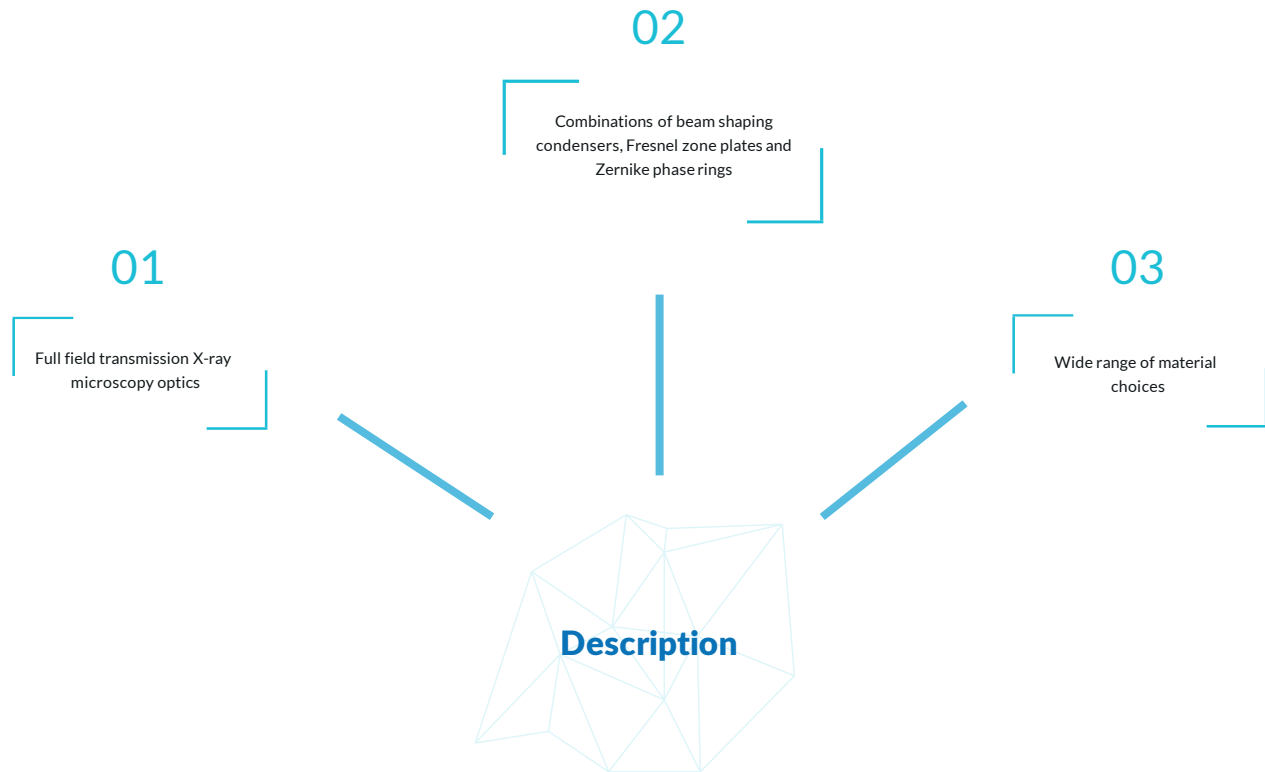 02
Combinations of beam shaping
condensers, Fresnel zone plates and
Zernike phase rings
01
Full field transmission X-ray
microscopy optics
03
Wide range of material
choices
Description